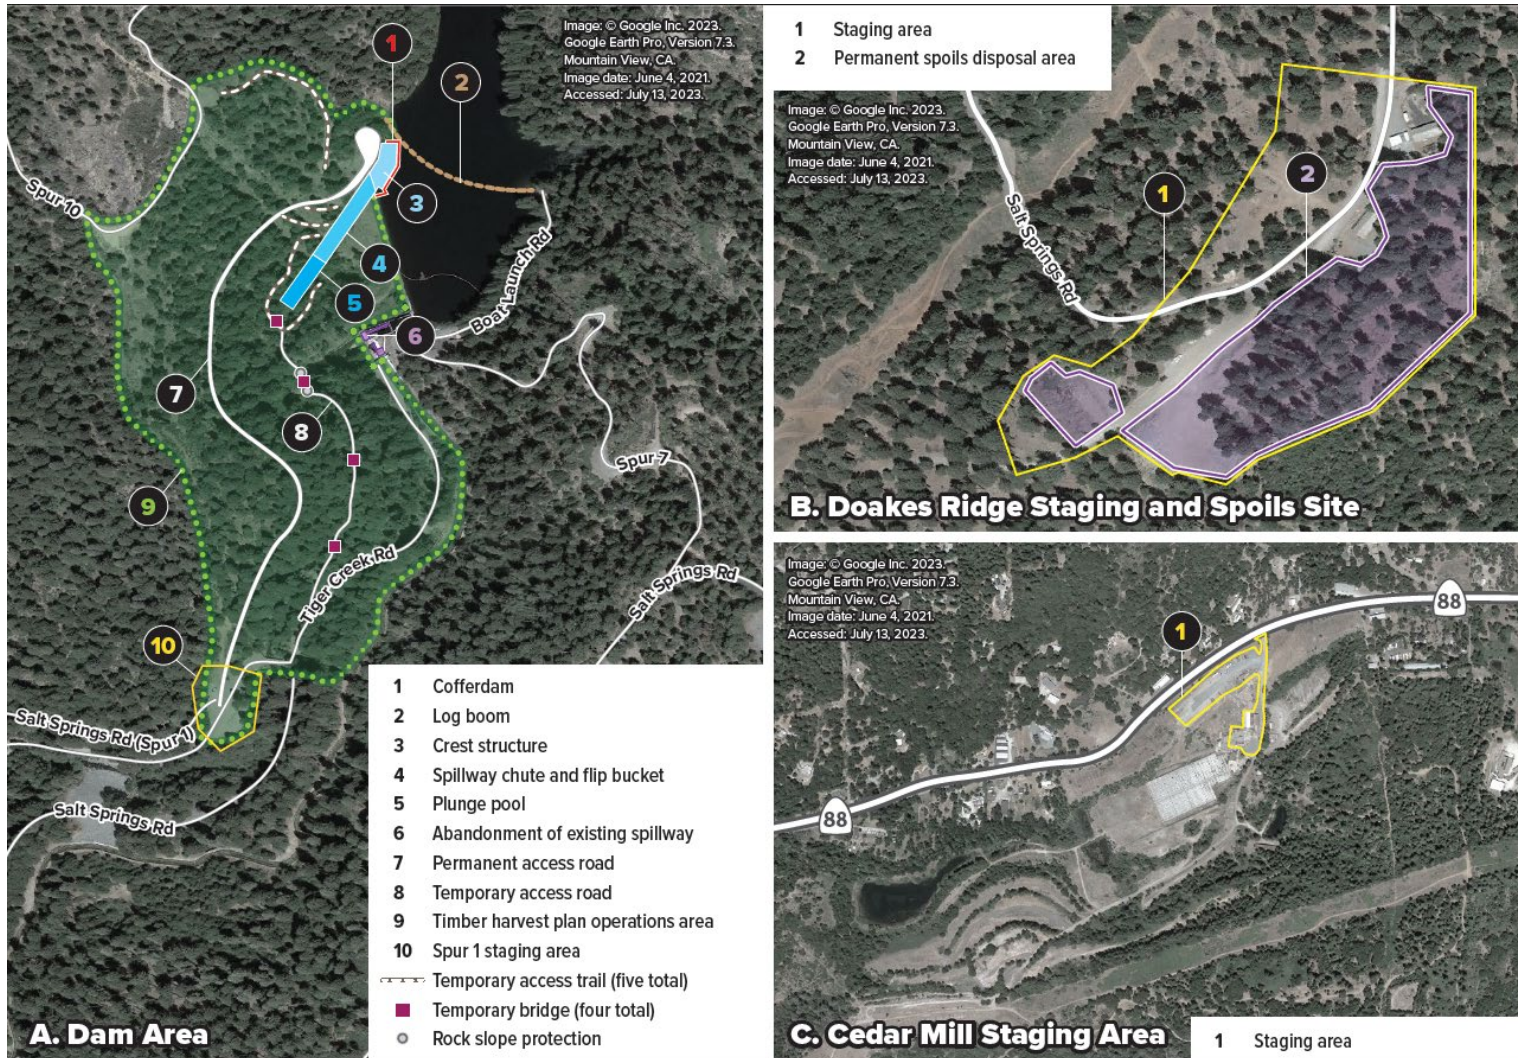 Image: © Google Inc. 2023.
Google Earth Pro, Version 7.3.
Mountain View, CA.
Image date: June 4, 2021.
Accessed: July 13, 2023.
1
2
3
4
5
6
7
8
9
10
Spur 10
Boat Launch Rd
Spur 7
Salt Springs Rd
Tiger Creek Rd
Salt Springs Rd (Spur 1)
Salt Springs Rd
1 Cofferdam
2 Log boom
3 Crest structure
4 Spillway chute and flip bucket
5 Plunge pool
6 Abandonment of existing spillway
7 Permanent access road
8 Temporary access road
9 Timber harvest plan operations area
10 Spur 1 staging area
Temporary access trail (five total)
Temporary bridge (four total)
Rock slope protection
A. Dam Area
1 Staging area
2 Permanent spoils disposal area
Image: © Google Inc. 2023.
Google Earth Pro, Version 7.3.
Mountain View, CA.
Image date: June 4, 2021.
Accessed: July 13, 2023.
1
2
Salt Springs Rd
B. Doakes Ridge Staging and Spoils Site
Image: © Google Inc. 2023.
Google Earth Pro, Version 7.3.
Mountain View, CA.
Image date: June 4, 2021.
Accessed: July 13, 2023.
1
88
88
C. Cedar Mill Staging Area
1 Staging area